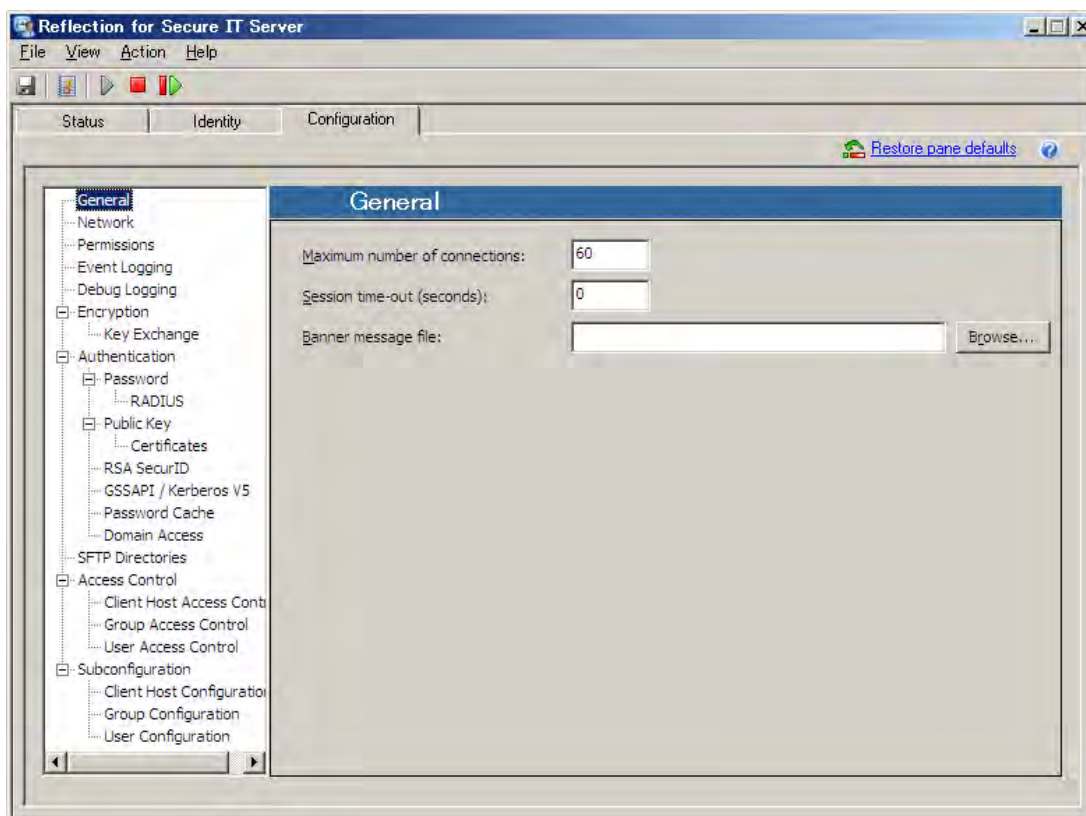 Reflection for Secure IT Server
File View Action Help
Status Identity Configuration
Restore pane defaults
General
Network
Permissions
Event Logging
Debug Logging
Encryption
Key Exchange
Authentication
Password
RADIUS
Public Key
Certificates
RSA SecurID
GSSAPI / Kerberos V5
Password Cache
Domain Access
SFTP Directories
Access Control
Client Host Access Cont
Group Access Control
User Access Control
Subconfiguration
Client Host Configuration
Group Configuration
User Configuration
General
Maximum number of connections: 60
Session time-out (seconds): 0
Banner message file: Browse...